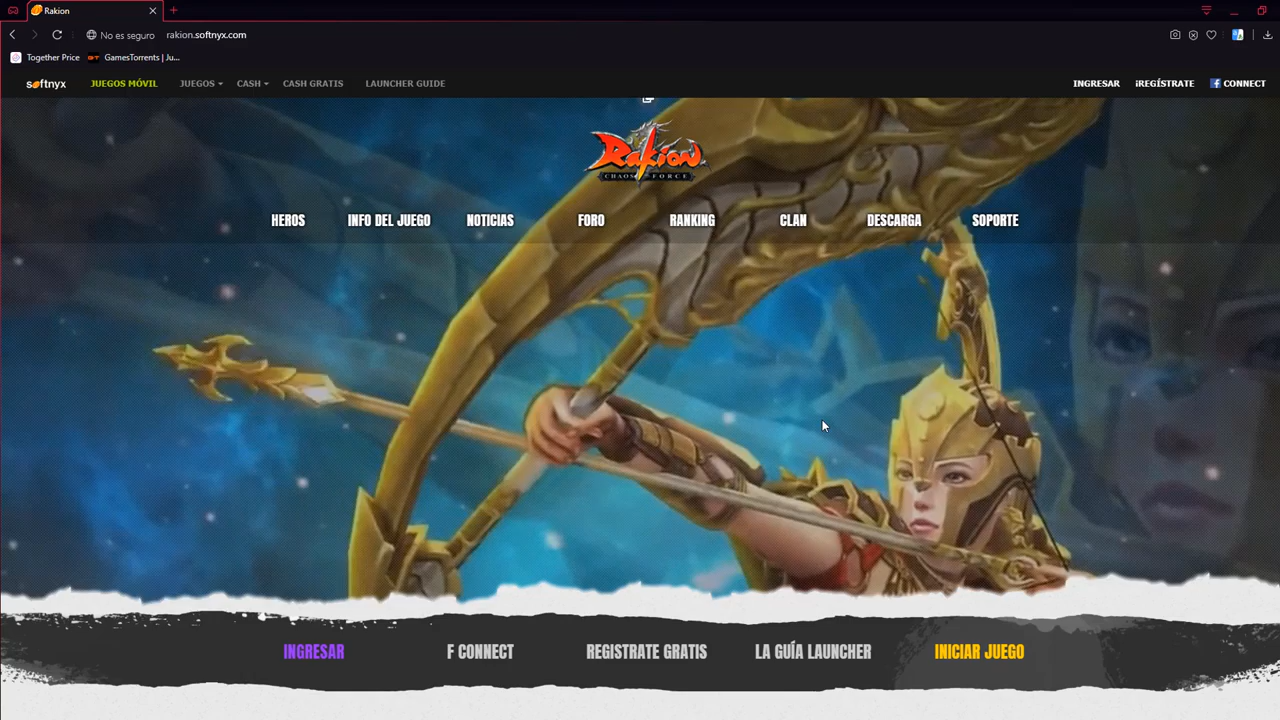 Rakion
No es seguro rakion.softnyx.com
Together Price GamesTorrents | Ju...
softnyx JUEGOS MÓVIL JUEGOS CASH CASH GRATIS LAUNCHER GUIDE INGRESAR ¡REGÍSTRATE CONNECT
Rakion
CHAOS FORCE
HEROS INFO DEL JUEGO NOTICIAS FORO RANKING CLAN DESCARGA SOPORTE
INGRESAR F CONNECT REGISTRATE GRATIS LA GUÍA LAUNCHER INICIAR JUEGO